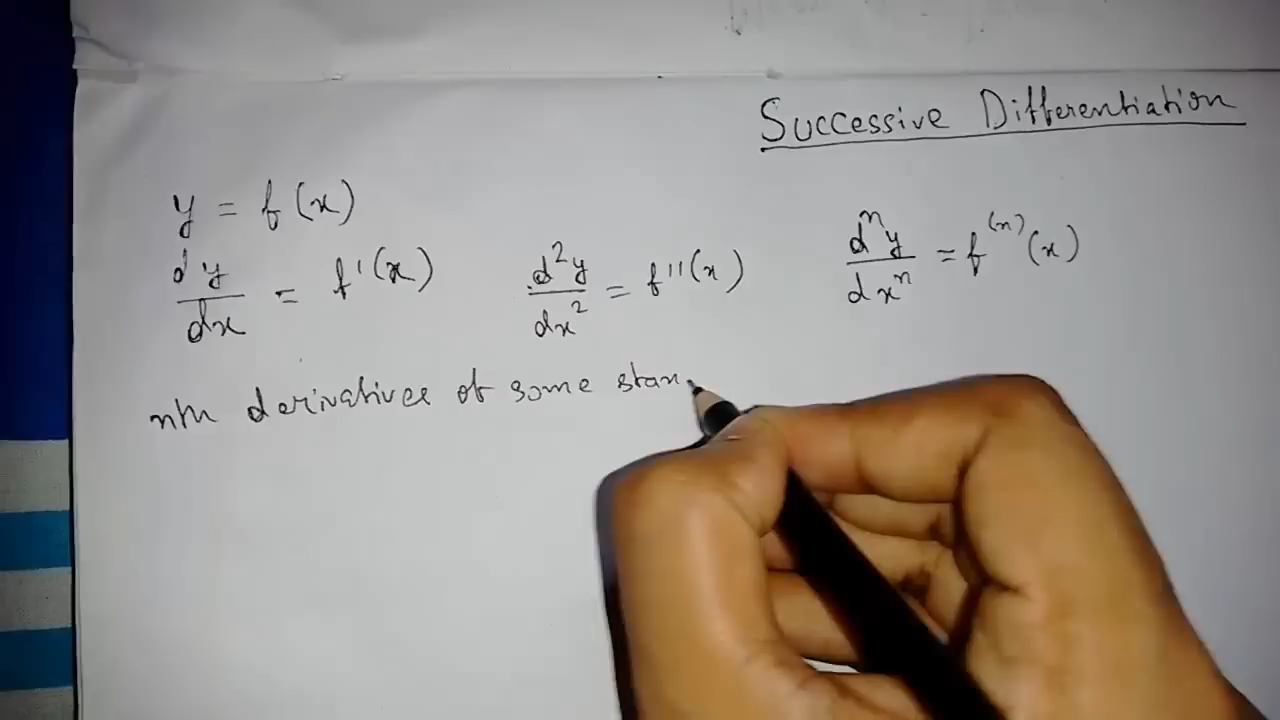 Successive Differentiation
y = f(x)
dy/dx = f'(x)    d²y/dx² = f''(x)    dⁿy/dxⁿ = f⁽ⁿ⁾(x)
nth derivatives of some stan